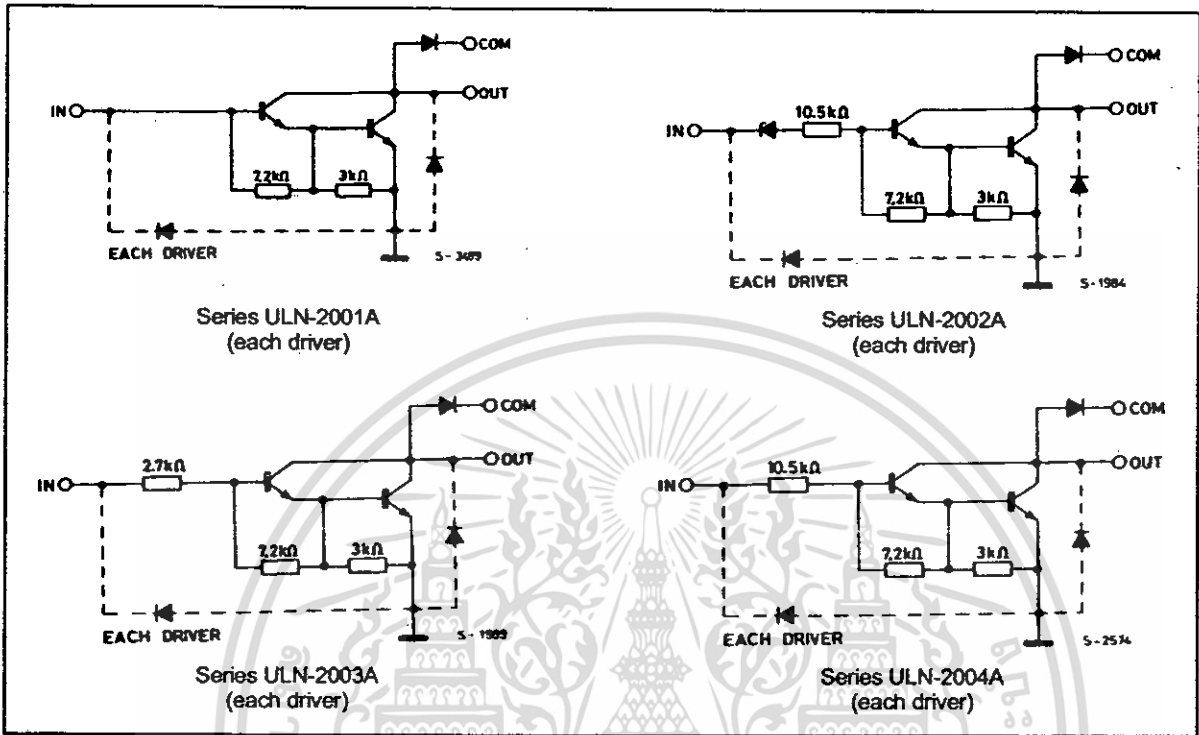 COM
OUT
IN
7.2kΩ 3kΩ
EACH DRIVER
S-3489
Series ULN-2001A
(each driver)
COM
OUT
10.5kΩ
IN
7.2kΩ 3kΩ
EACH DRIVER
S-1984
Series ULN-2002A
(each driver)
COM
OUT
2.7kΩ
IN
7.2kΩ 3kΩ
EACH DRIVER
S-1989
Series ULN-2003A
(each driver)
COM
OUT
10.5kΩ
IN
7.2kΩ 3kΩ
EACH DRIVER
S-2574
Series ULN-2004A
(each driver)